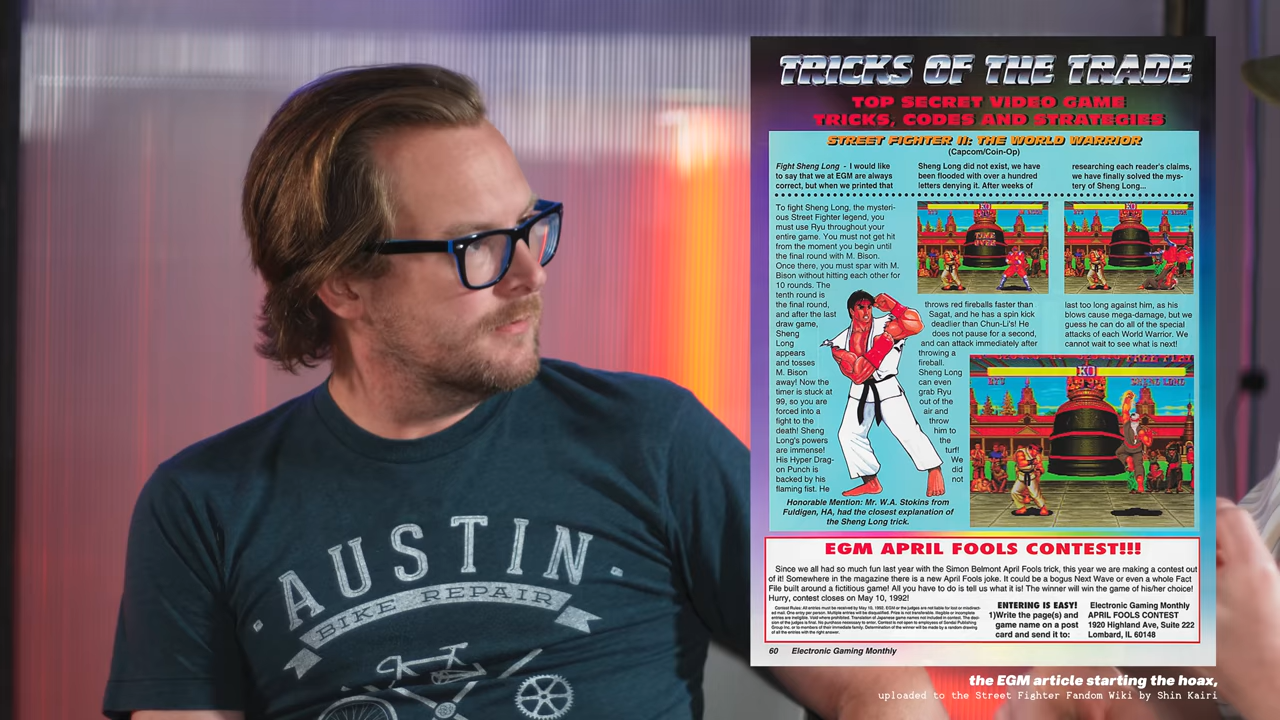 AUSTIN
BIKE REPAIR
TRICKS OF THE TRADE
TOP SECRET VIDEO GAME
TRICKS, CODES AND STRATEGIES
STREET FIGHTER II: THE WORLD WARRIOR
(Capcom/Coin-Op)
Fight Sheng Long - I would like
to say that we at EGM are always
correct, but when we printed that
Sheng Long did not exist, we have
been flooded with over a hundred
letters denying it. After weeks of
researching each reader's claims,
we have finally solved the mys-
tery of Sheng Long...
To fight Sheng Long, the mysteri-
ous Street Fighter legend, you
must use Ryu throughout your
entire game. You must not get hit
from the moment you begin until
the final round with M. Bison.
Once there, you must spar with M.
Bison without hitting each other for
10 rounds. The
tenth round is
the final round,
and after the last
draw game,
Sheng
Long
appears
and tosses
M. Bison
away! Now the
timer is stuck at
99, so you are
forced into a
fight to the
death! Sheng
Long's powers
are immense!
His Hyper Drag-
on Punch is
backed by his
flaming fist. He
throws red fireballs faster than
Sagat, and he has a spin kick
deadlier than Chun-Li's! He
does not pause for a second,
and can attack immediately after
throwing a
fireball.
Sheng Long
can even
grab Ryu
out of the
air and
throw
him to
the
turf!
We
did
not
last too long against him, as his
blows cause mega-damage, but we
guess he can do all of the special
attacks of each World Warrior. We
cannot wait to see what is next!
KO
TIME
OVER
KO
RYU KO SHENG LONG
Honorable Mention: Mr. W.A. Stokins from
Fuldigen, HA, had the closest explanation of
the Sheng Long trick.
EGM APRIL FOOLS CONTEST!!!
Since we all had so much fun last year with the Simon Belmont April Fools trick, this year we are making a contest out
of it! Somewhere in the magazine there is a new April Fools joke. It could be a bogus Next Wave or even a whole Fact
File built around a fictitious game! All you have to do is tell us what it is! The winner will win the game of his/her choice!
Hurry, contest closes on May 10, 1992!
ENTERING IS EASY!
1)Write the page(s) and
game name on a post
card and send it to:
Electronic Gaming Monthly
APRIL FOOLS CONTEST
1920 Highland Ave, Suite 222
Lombard, IL 60148
60 Electronic Gaming Monthly
the EGM article starting the hoax,
uploaded to the Street Fighter Fandom Wiki by Shin Kairi